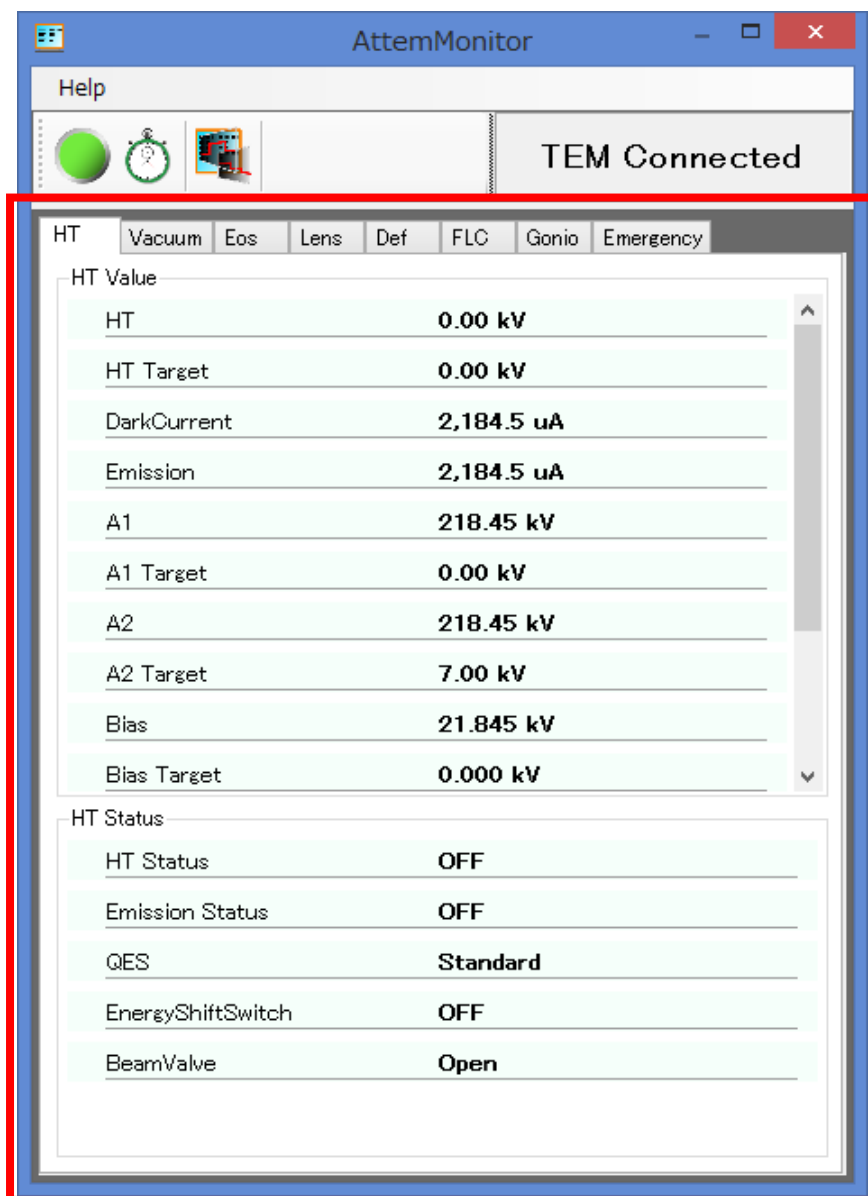 AttemMonitor
Help
TEM Connected
HT Vacuum Eos Lens Def FLC Gonio Emergency
HT Value
HT 0.00 kV
HT Target 0.00 kV
DarkCurrent 2,184.5 uA
Emission 2,184.5 uA
A1 218.45 kV
A1 Target 0.00 kV
A2 218.45 kV
A2 Target 7.00 kV
Bias 21.845 kV
Bias Target 0.000 kV
HT Status
HT Status OFF
Emission Status OFF
QES Standard
EnergyShiftSwitch OFF
BeamValve Open